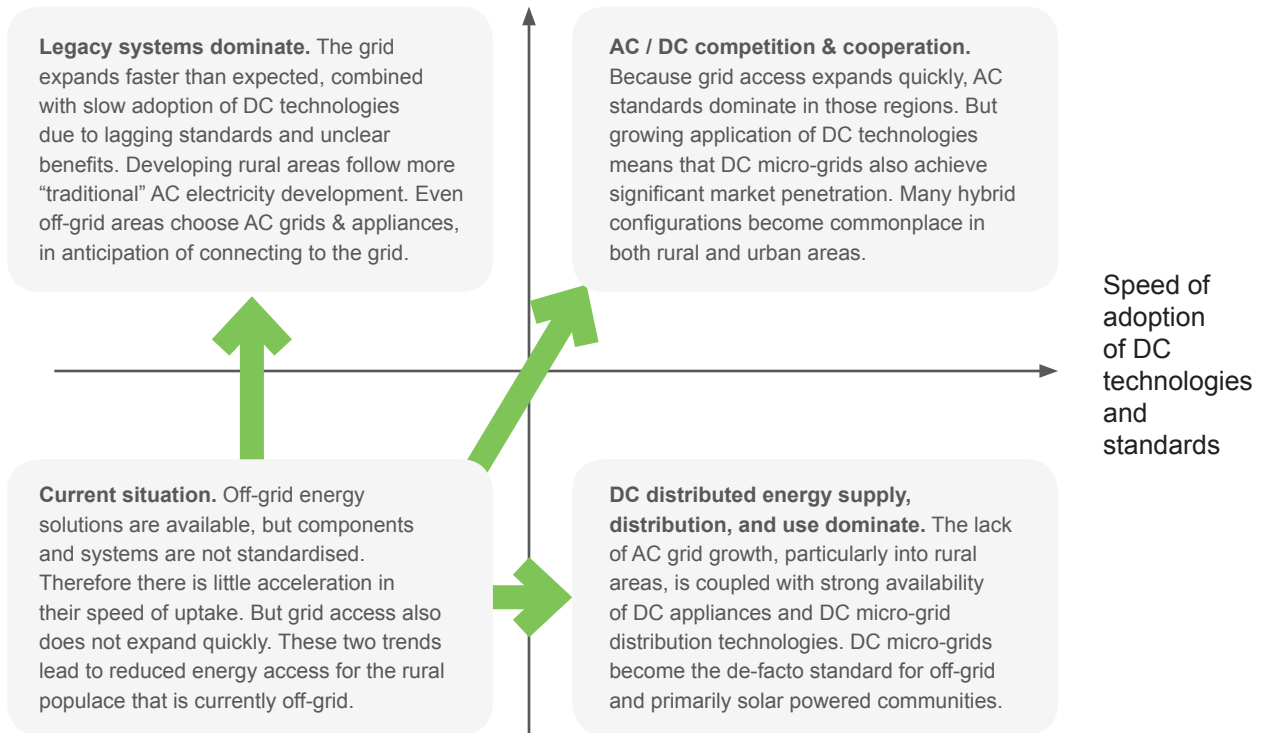 Legacy systems dominate. The grid
expands faster than expected, combined
with slow adoption of DC technologies
due to lagging standards and unclear
benefits. Developing rural areas follow more
“traditional” AC electricity development. Even
off-grid areas choose AC grids & appliances,
in anticipation of connecting to the grid.
AC / DC competition & cooperation.
Because grid access expands quickly, AC
standards dominate in those regions. But
growing application of DC technologies
means that DC micro-grids also achieve
significant market penetration. Many hybrid
configurations become commonplace in
both rural and urban areas.
Speed of
adoption
of DC
technologies
and
standards
Current situation. Off-grid energy
solutions are available, but components
and systems are not standardised.
Therefore there is little acceleration in
their speed of uptake. But grid access also
does not expand quickly. These two trends
lead to reduced energy access for the rural
populace that is currently off-grid.
DC distributed energy supply,
distribution, and use dominate. The lack
of AC grid growth, particularly into rural
areas, is coupled with strong availability
of DC appliances and DC micro-grid
distribution technologies. DC micro-grids
become the de-facto standard for off-grid
and primarily solar powered communities.